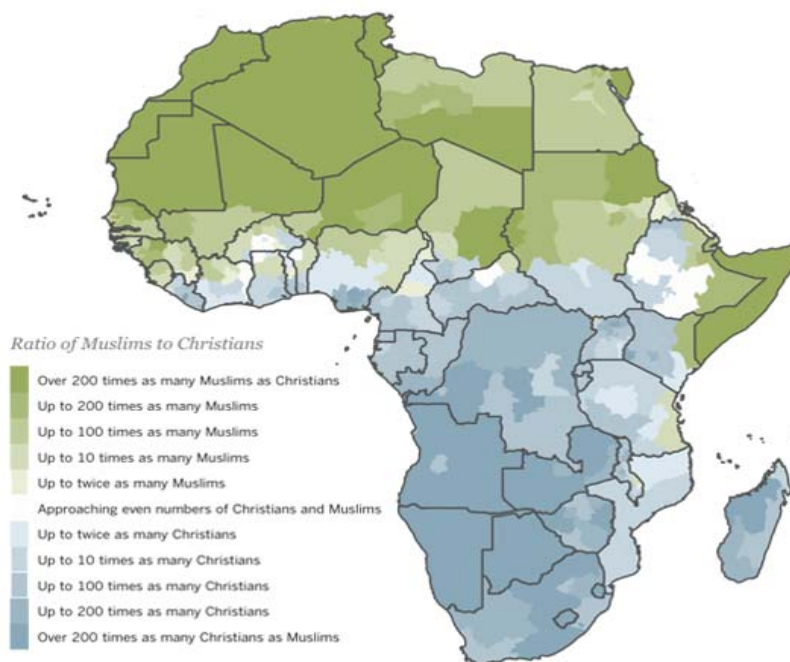 Ratio of Muslims to Christians
Over 200 times as many Muslims as Christians
Up to 200 times as many Muslims
Up to 100 times as many Muslims
Up to 10 times as many Muslims
Up to twice as many Muslims
Approaching even numbers of Christians and Muslims
Up to twice as many Christians
Up to 10 times as many Christians
Up to 100 times as many Christians
Up to 200 times as many Christians
Over 200 times as many Christians as Muslims